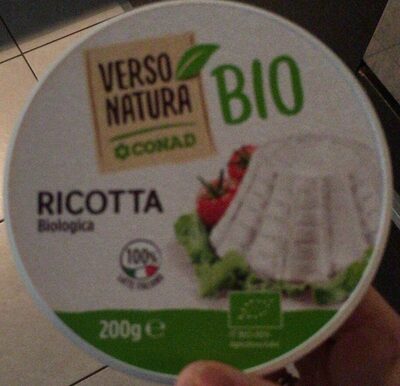 VERSO
NATURA
CONAD
BIO
RICOTTA
Biologica
100%
LATTE ITALIANO
200g e